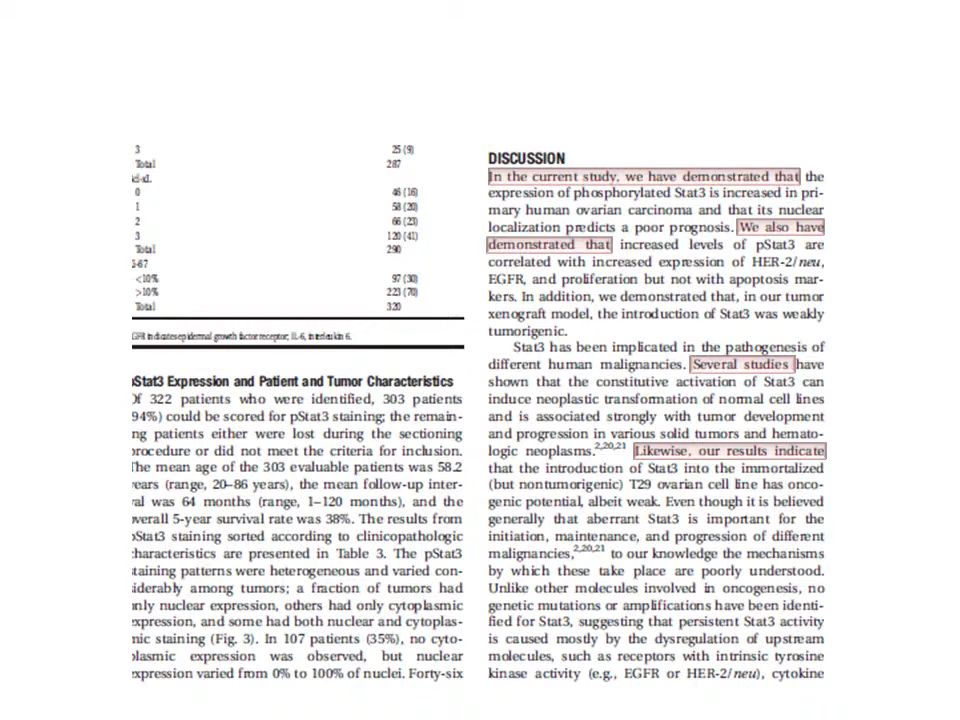 3 25 (9)
Total 287
0 46 (16)
1 58 (20)
2 66 (23)
3 120 (41)
Total 290
<10% 97 (30)
>10% 223 (70)
Total 320
indicates epidermal growth factor receptor; IL-6, interleukin 6.
Stat3 Expression and Patient and Tumor Characteristics
Of 322 patients who were identified, 303 patients
94%) could be scored for pStat3 staining; the remain-
ng patients either were lost during the sectioning
procedure or did not meet the criteria for inclusion.
The mean age of the 303 evaluable patients was 58.2
years (range, 20–86 years), the mean follow-up inter-
val was 64 months (range, 1–120 months), and the
overall 5-year survival rate was 38%. The results from
pStat3 staining sorted according to clinicopathologic
characteristics are presented in Table 3. The pStat3
staining patterns were heterogeneous and varied con-
siderably among tumors; a fraction of tumors had
only nuclear expression, others had only cytoplasmic
expression, and some had both nuclear and cytoplas-
mic staining (Fig. 3). In 107 patients (35%), no cyto-
plasmic expression was observed, but nuclear
expression varied from 0% to 100% of nuclei. Forty-six
DISCUSSION
In the current study, we have demonstrated that the
expression of phosphorylated Stat3 is increased in pri-
mary human ovarian carcinoma and that its nuclear
localization predicts a poor prognosis. We also have
demonstrated that increased levels of pStat3 are
correlated with increased expression of HER-2/neu,
EGFR, and proliferation but not with apoptosis mar-
kers. In addition, we demonstrated that, in our tumor
xenograft model, the introduction of Stat3 was weakly
tumorigenic.
Stat3 has been implicated in the pathogenesis of
different human malignancies. Several studies have
shown that the constitutive activation of Stat3 can
induce neoplastic transformation of normal cell lines
and is associated strongly with tumor development
and progression in various solid tumors and hemato-
logic neoplasms.2,20,21 Likewise, our results indicate
that the introduction of Stat3 into the immortalized
(but nontumorigenic) T29 ovarian cell line has onco-
genic potential, albeit weak. Even though it is believed
generally that aberrant Stat3 is important for the
initiation, maintenance, and progression of different
malignancies,2,20,21 to our knowledge the mechanisms
by which these take place are poorly understood.
Unlike other molecules involved in oncogenesis, no
genetic mutations or amplifications have been identi-
fied for Stat3, suggesting that persistent Stat3 activity
is caused mostly by the dysregulation of upstream
molecules, such as receptors with intrinsic tyrosine
kinase activity (e.g., EGFR or HER-2/neu), cytokine